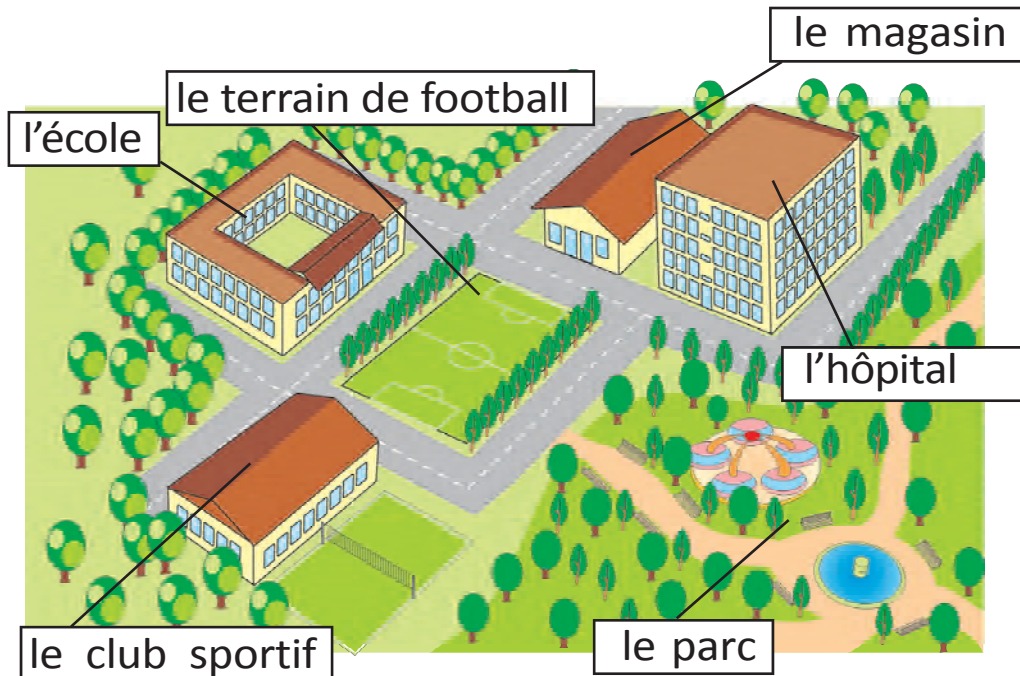 le magasin
le terrain de football
l'école
l'hôpital
le club sportif
le parc